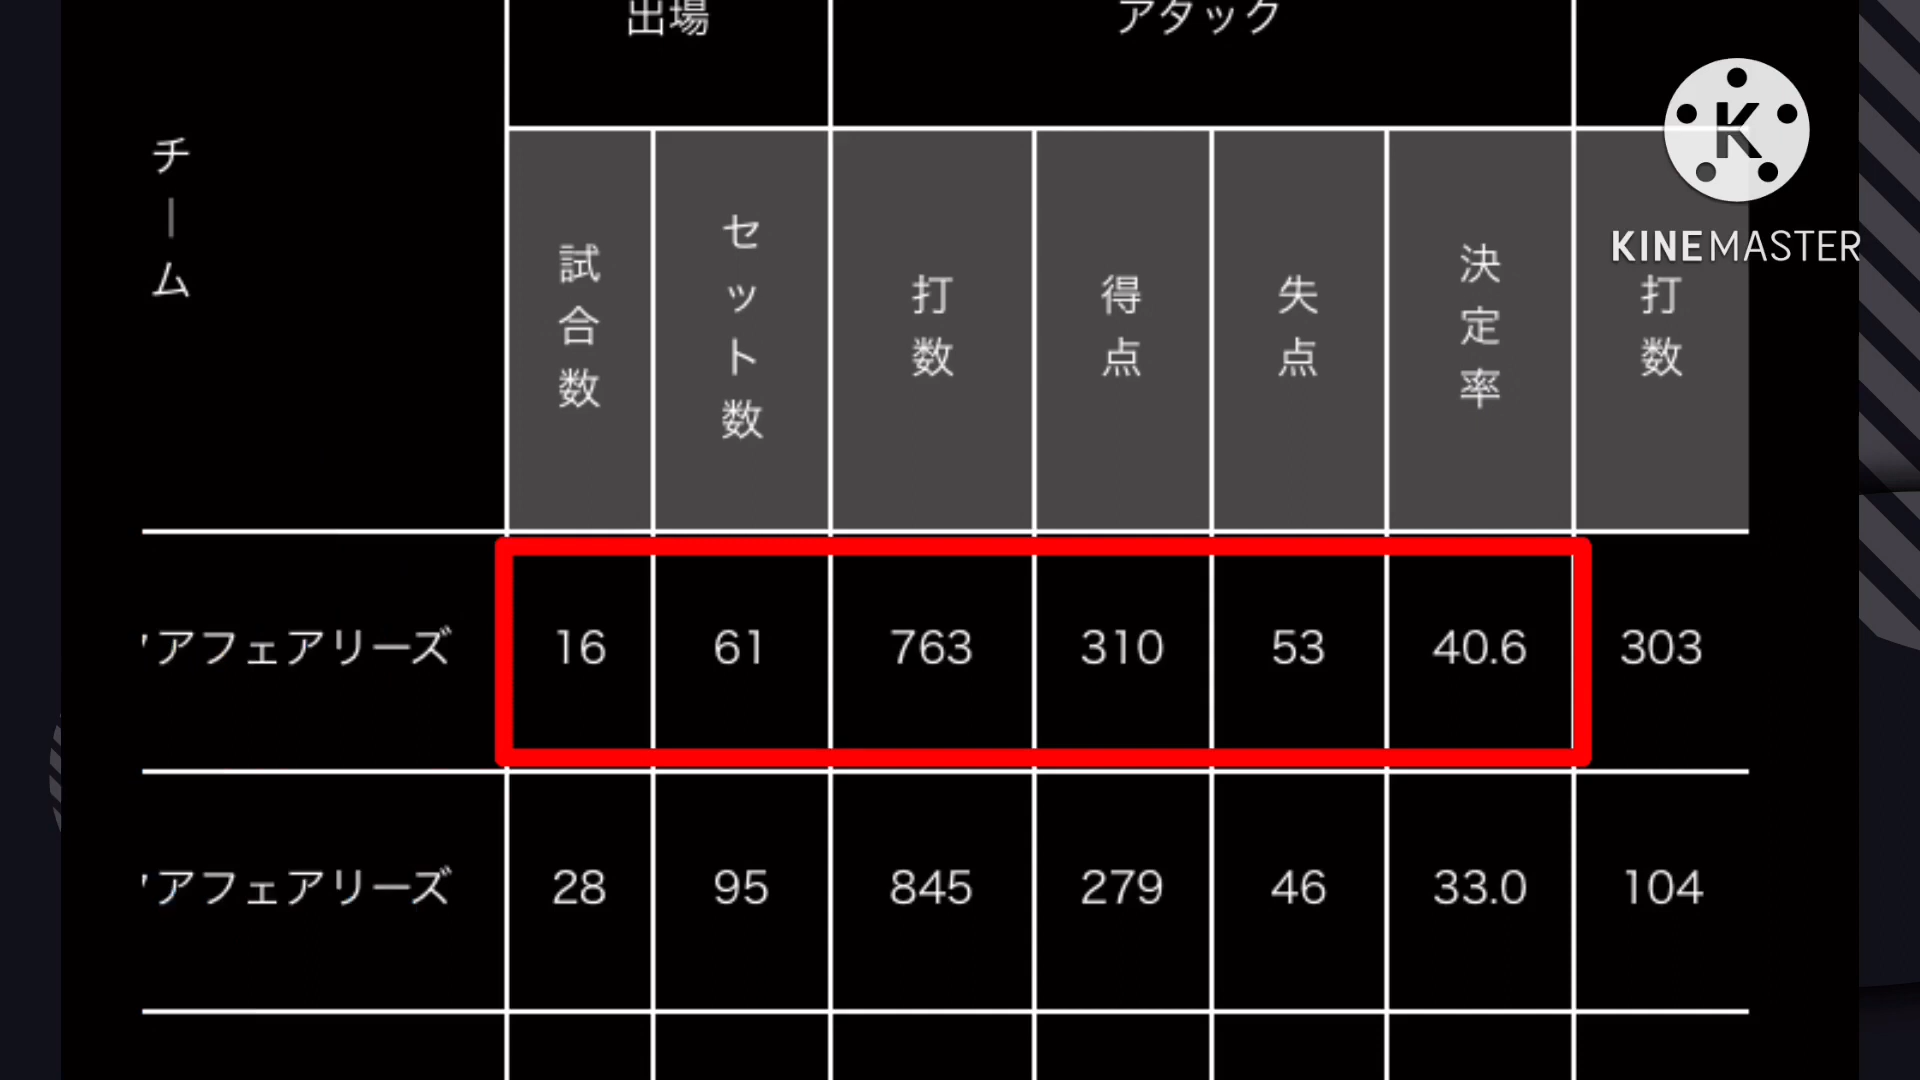 出場 アタック
チーム 試合数 セット数 打数 得点 失点 決定率 打数
KINEMASTER
アフェアリーズ 16 61 763 310 53 40.6 303
アフェアリーズ 28 95 845 279 46 33.0 104